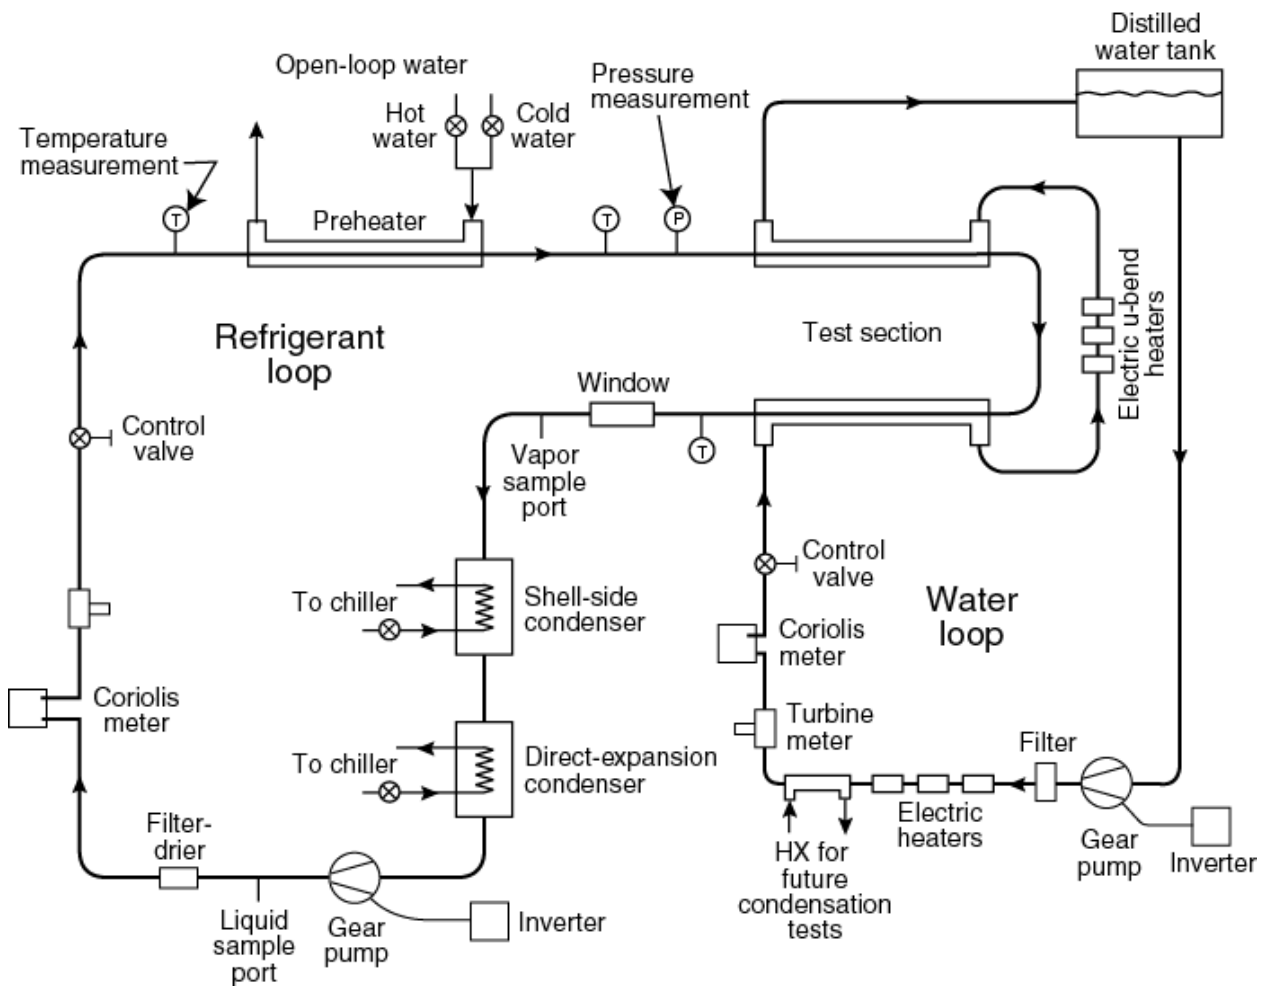 Distilled
water tank
Open-loop water
Pressure
measurement
Hot
water
Cold
water
Temperature
measurement
T
Preheater
T
P
Electric u-bend
heaters
Refrigerant
loop
Test section
Window
Control
valve
T
Vapor
sample
port
Control
valve
To chiller
Shell-side
condenser
Water
loop
Coriolis
meter
Coriolis
meter
Turbine
meter
Filter
To chiller
Direct-expansion
condenser
Electric
heaters
Filter-
drier
HX for
future
condensation
tests
Gear
pump
Inverter
Liquid
sample
port
Gear
pump
Inverter